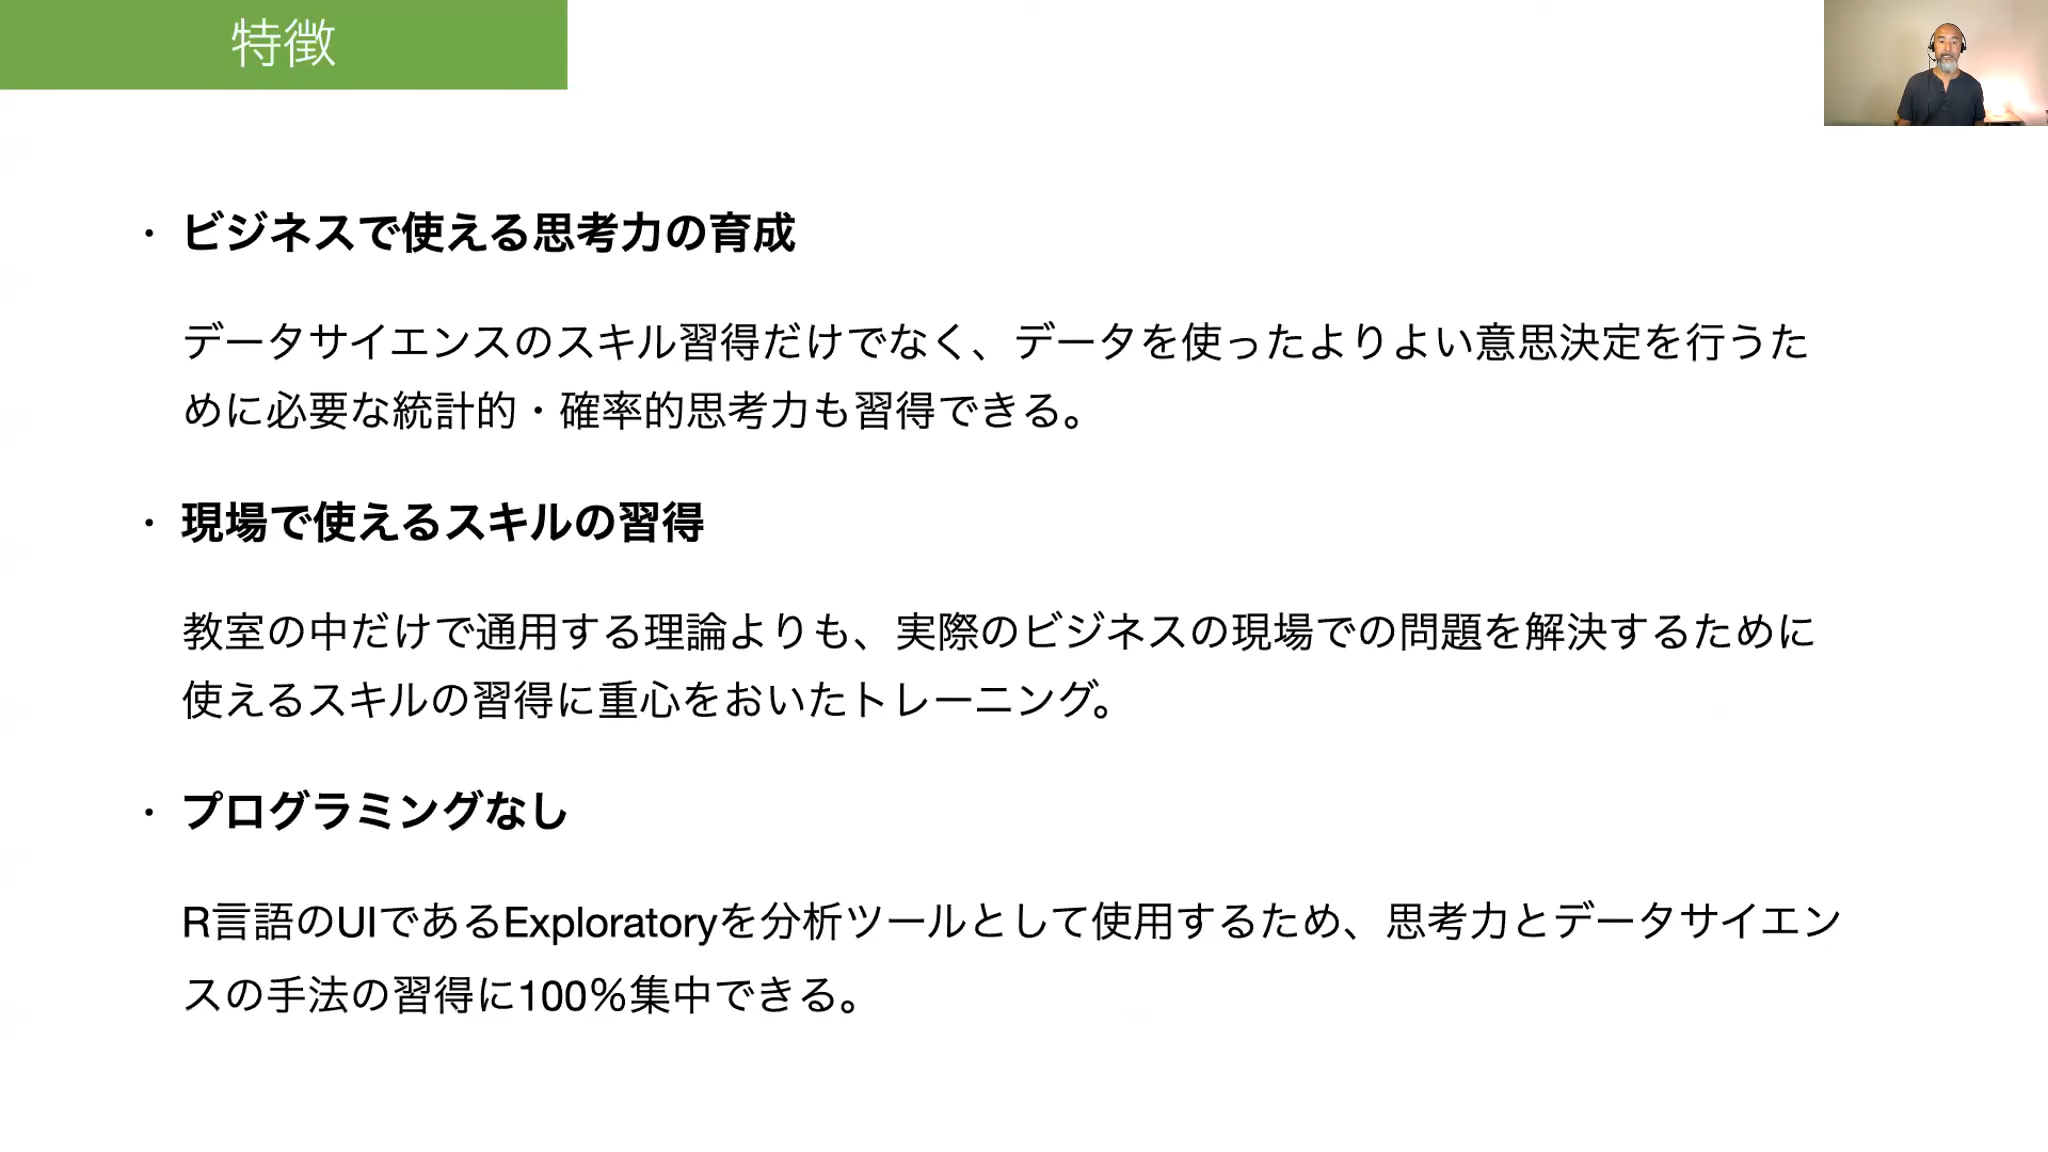 特徴
・ビジネスで使える思考力の育成
データサイエンスのスキル習得だけでなく、データを使ったよりよい意思決定を行うた
めに必要な統計的・確率的思考力も習得できる。
・現場で使えるスキルの習得
教室の中だけで通用する理論よりも、実際のビジネスの現場での問題を解決するために
使えるスキルの習得に重心をおいたトレーニング。
・プログラミングなし
R言語のUIであるExploratoryを分析ツールとして使用するため、思考力とデータサイエン
スの手法の習得に100%集中できる。